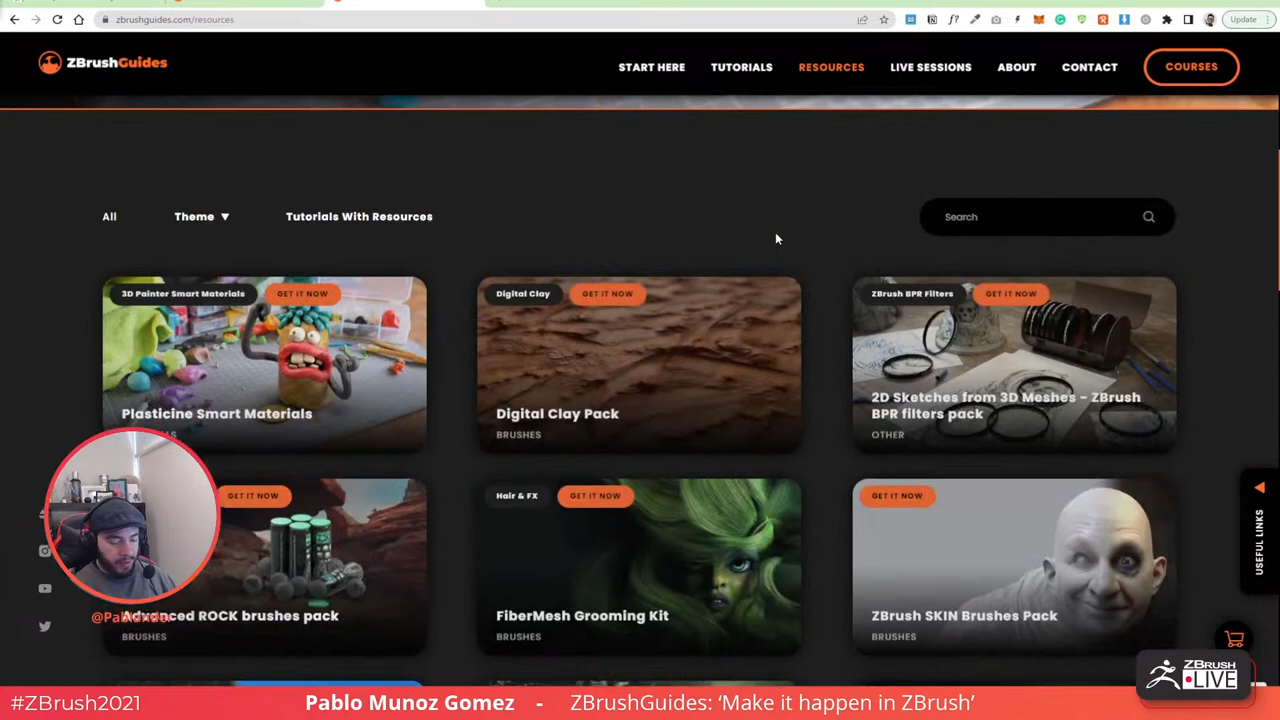 zbrushguides.com/resources
Update
ZBrushGuides
START HERE
TUTORIALS
RESOURCES
LIVE SESSIONS
ABOUT
CONTACT
COURSES
All
Theme ▼
Tutorials With Resources
Search
3D Painter Smart Materials
GET IT NOW
Plasticine Smart Materials
Digital Clay
GET IT NOW
Digital Clay Pack
BRUSHES
ZBrush BPR Filters
GET IT NOW
2D Sketches from 3D Meshes - ZBrush
BPR filters pack
OTHER
GET IT NOW
Advanced ROCK brushes pack
BRUSHES
Hair & FX
GET IT NOW
FiberMesh Grooming Kit
BRUSHES
GET IT NOW
ZBrush SKIN Brushes Pack
BRUSHES
USEFUL LINKS
ZBRUSH
LIVE
#ZBrush2021
Pablo Munoz Gomez - ZBrushGuides: 'Make it happen in ZBrush'